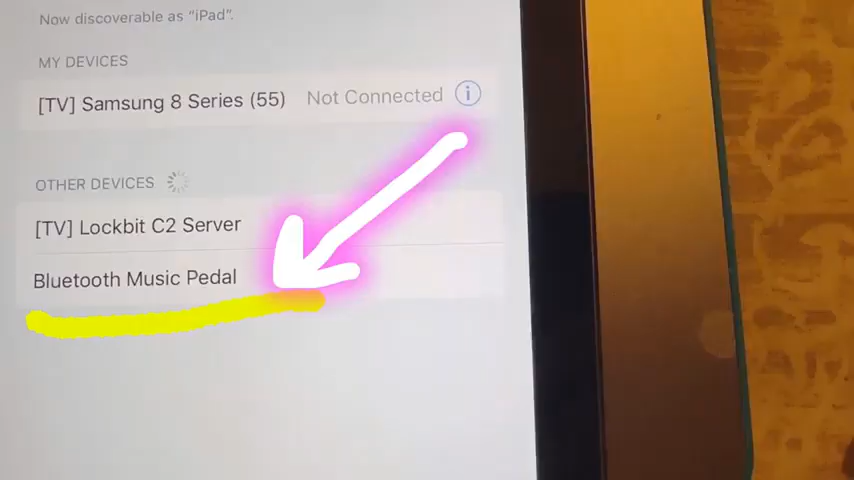 Now discoverable as “iPad”.
MY DEVICES
[TV] Samsung 8 Series (55) Not Connected i
OTHER DEVICES
[TV] Lockbit C2 Server
Bluetooth Music Pedal